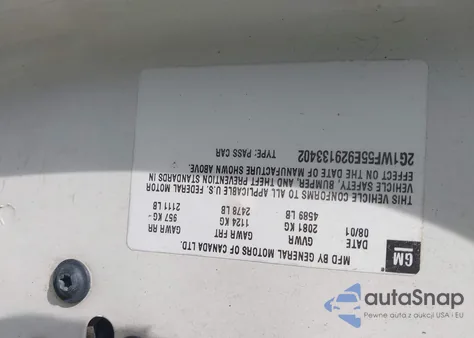 GM
MFD BY GENERAL MOTORS OF CANADA LTD.
DATE GVWR GAWR FRT GAWR RR
08/01 2081 KG 1124 KG 957 KG
4589 LB 2478 LB 2111 LB
THIS VEHICLE CONFORMS TO ALL APPLICABLE U.S. FEDERAL MOTOR
VEHICLE SAFETY, BUMPER, AND THEFT PREVENTION STANDARDS IN
EFFECT ON THE DATE OF MANUFACTURE SHOWN ABOVE.
2G1WF55E929133402 TYPE: PASS CAR
autoSnap
Pewne auta z aukcji USA i EU